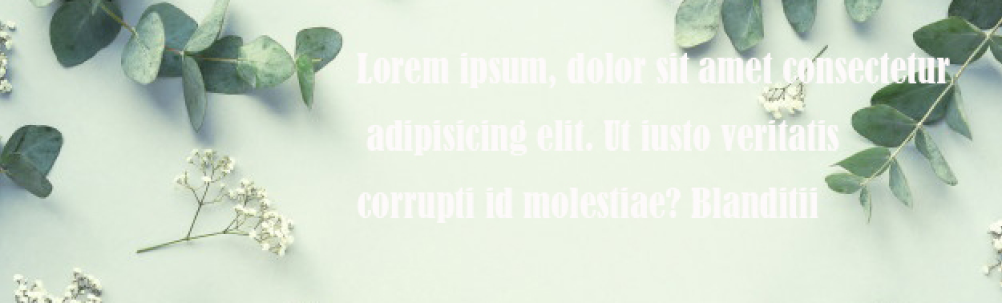 Lorem ipsum, dolor sit amet consectetur
adipisicing elit. Ut iusto veritatis
corrupti id molestiae? Blanditii